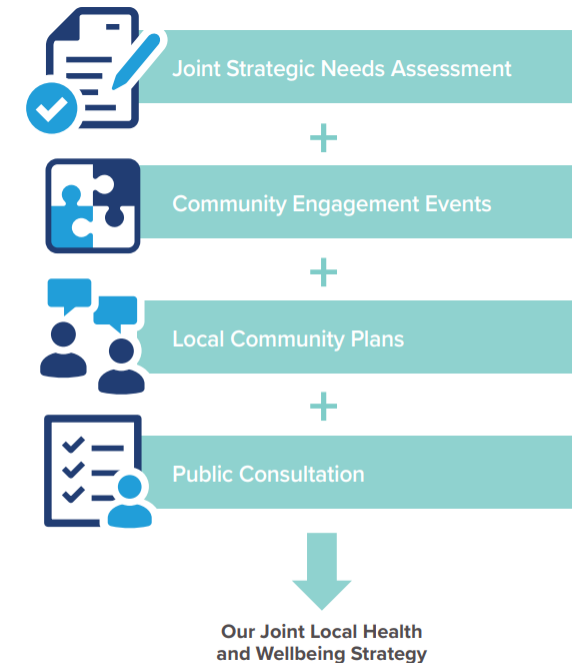 Joint Strategic Needs Assessment
+
Community Engagement Events
+
Local Community Plans
+
Public Consultation
Our Joint Local Health
and Wellbeing Strategy